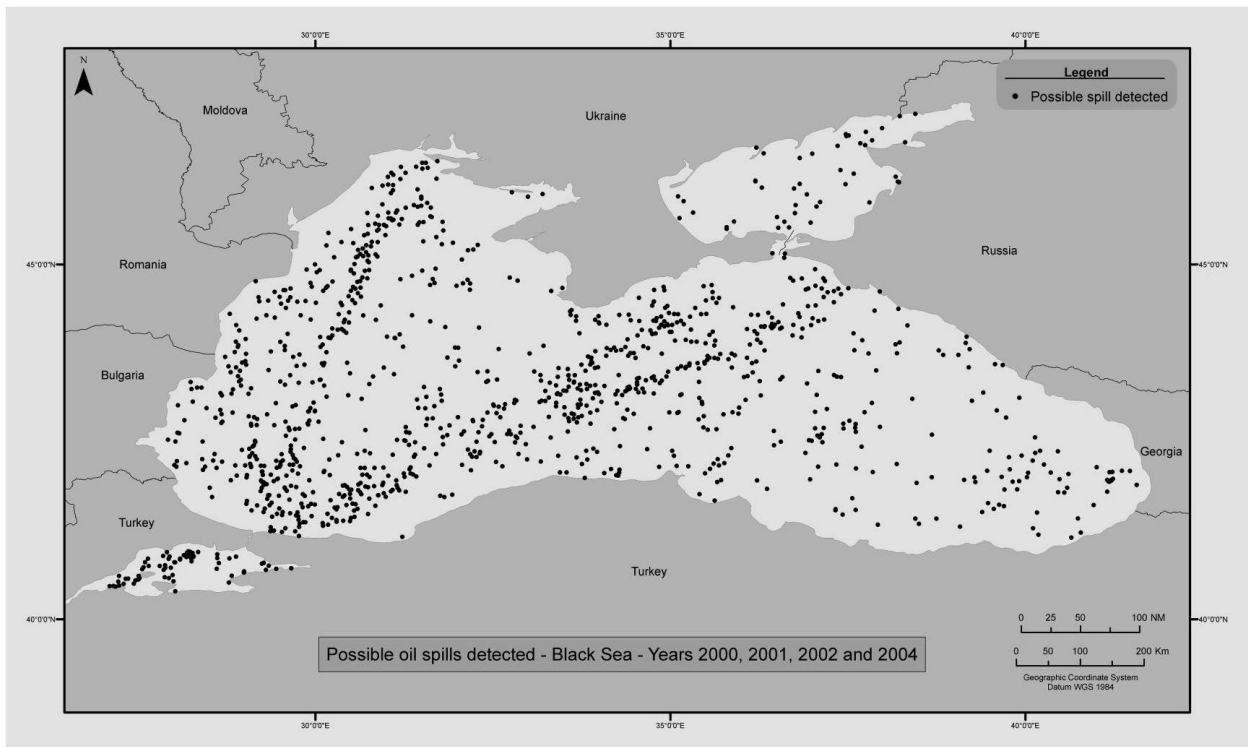 30°0'0"E 35°0'0"E 40°0'0"E
N
Legend
Possible spill detected
Moldova
Ukraine
Romania
45°0'0"N
Russia
45°0'0"N
Bulgaria
Georgia
Turkey
Turkey
40°0'0"N
40°0'0"N
0 25 50 100 NM
Possible oil spills detected - Black Sea - Years 2000, 2001, 2002 and 2004
0 50 100 200 Km
Geographic Coordinate System
Datum WGS 1984
30°0'0"E 35°0'0"E 40°0'0"E